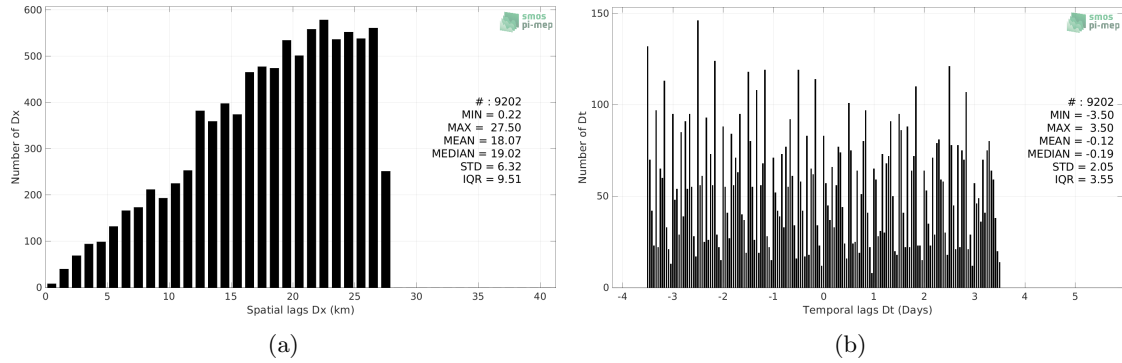 600
500
400
300
200
100
0
Number of Dx
0 5 10 15 20 25 30 35 40
Spatial lags Dx (km)
smos
pi-mep
# : 9202
MIN = 0.22
MAX = 27.50
MEAN = 18.07
MEDIAN = 19.02
STD = 6.32
IQR = 9.51
(a)
150
100
50
0
Number of Dt
-4 -3 -2 -1 0 1 2 3 4 5
Temporal lags Dt (Days)
smos
pi-mep
# : 9202
MIN = -3.50
MAX = 3.50
MEAN = -0.12
MEDIAN = -0.19
STD = 2.05
IQR = 3.55
(b)